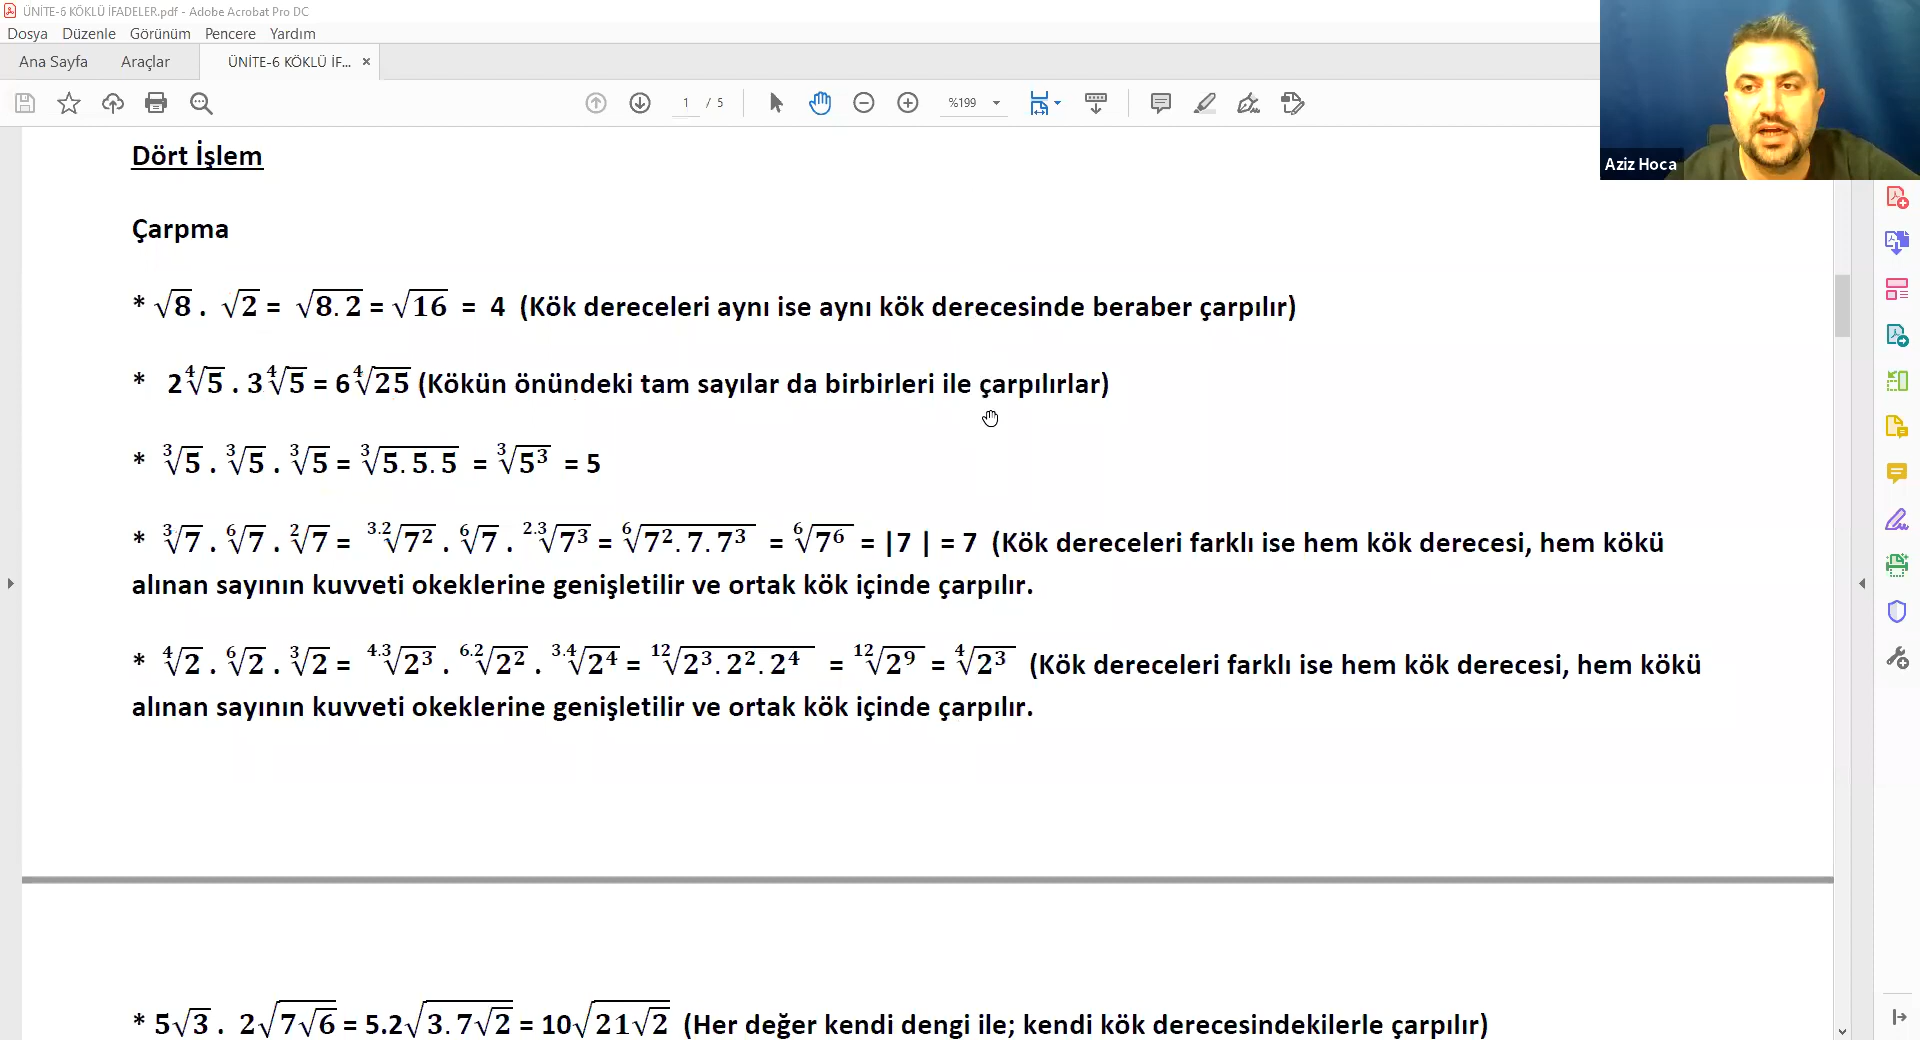 ÜNİTE-6 KÖKLÜ İFADELER.pdf - Adobe Acrobat Pro DC
Dosya Düzenle Görünüm Pencere Yardım
Ana Sayfa Araçlar ÜNİTE-6 KÖKLÜ İF... ×
1 / 5 %199
Aziz Hoca
Dört İşlem
Çarpma
* √8 . √2 = √(8.2) = √16 = 4 (Kök dereceleri aynı ise aynı kök derecesinde beraber çarpılır)
* 2⁴√5 . 3⁴√5 = 6⁴√25 (Kökün önündeki tam sayılar da birbirleri ile çarpılırlar)
* ³√5 . ³√5 . ³√5 = ³√(5.5.5) = ³√(5³) = 5
* ³√7 . ⁶√7 . ²√7 = ³·²√(7²) . ⁶√7 . ²·³√(7³) = ⁶√(7².7.7³) = ⁶√(7⁶) = |7 | = 7 (Kök dereceleri farklı ise hem kök derecesi, hem kökü
alınan sayının kuvveti okeklerine genişletilir ve ortak kök içinde çarpılır.
* ⁴√2 . ⁶√2 . ³√2 = ⁴·³√(2³) . ⁶·²√(2²) . ³·⁴√(2⁴) = ¹²√(2³.2².2⁴) = ¹²√(2⁹) = ⁴√(2³) (Kök dereceleri farklı ise hem kök derecesi, hem kökü
alınan sayının kuvveti okeklerine genişletilir ve ortak kök içinde çarpılır.
* 5√3 . 2√(7√6) = 5.2√(3.7√2) = 10√(21√2) (Her değer kendi dengi ile; kendi kök derecesindekilerle çarpılır)